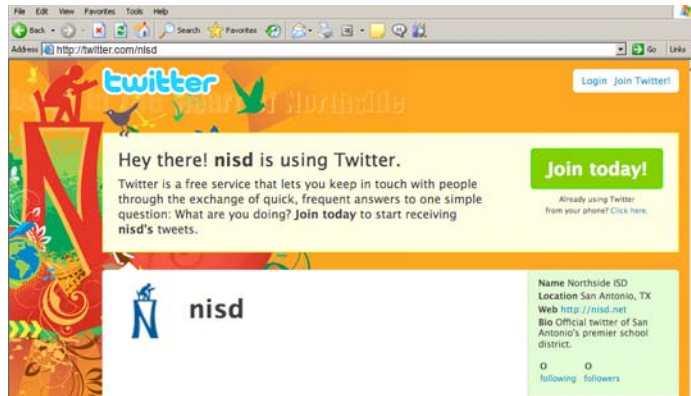 File Edit View Favorites Tools Help
Back Search Favorites
Address http://twitter.com/nisd Go Links
twitter
Login Join Twitter!
Heart of Northside
Hey there! nisd is using Twitter.
Twitter is a free service that lets you keep in touch with people
through the exchange of quick, frequent answers to one simple
question: What are you doing? Join today to start receiving
nisd's tweets.
Join today!
Already using Twitter
from your phone? Click here.
N
N
nisd
Name Northside ISD
Location San Antonio, TX
Web http://nisd.net
Bio Official twitter of San
Antonio's premier school
district.
0 0
following followers